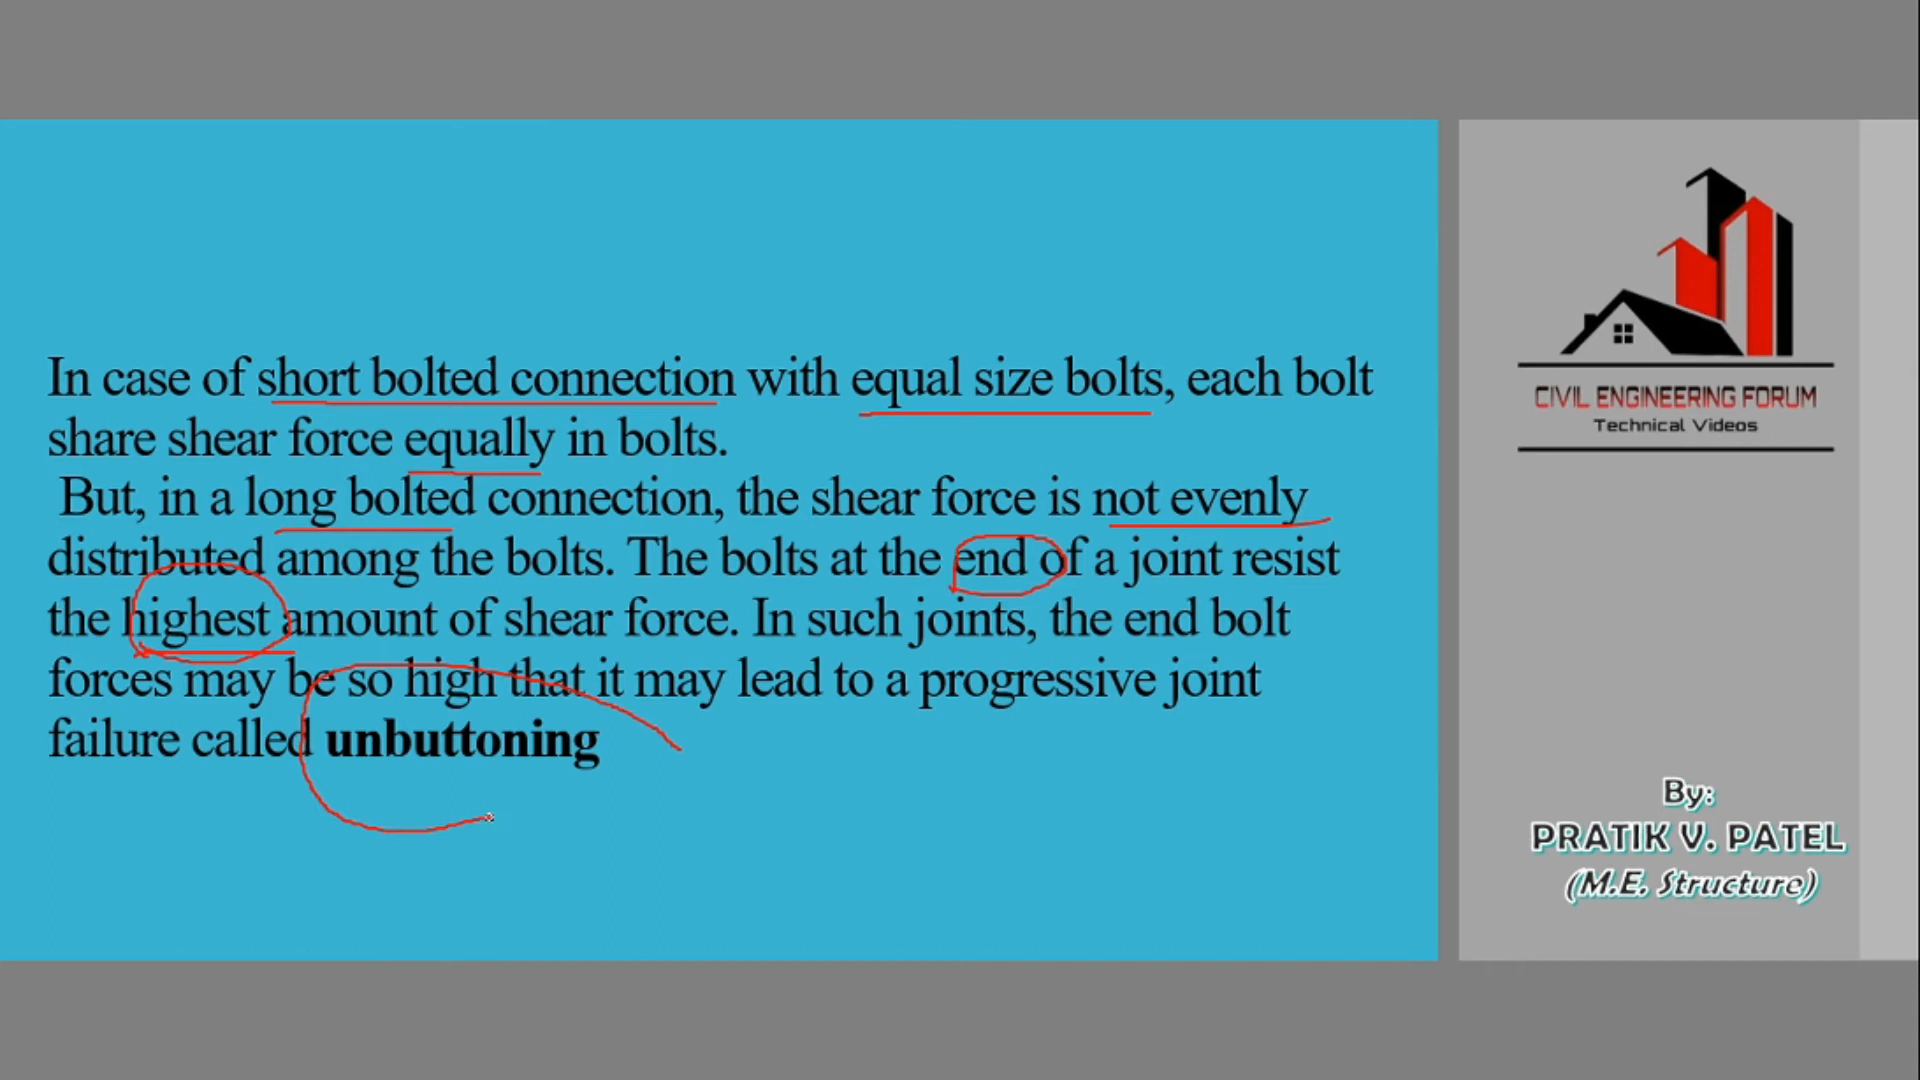 In case of short bolted connection with equal size bolts, each bolt
share shear force equally in bolts.
But, in a long bolted connection, the shear force is not evenly
distributed among the bolts. The bolts at the end of a joint resist
the highest amount of shear force. In such joints, the end bolt
forces may be so high that it may lead to a progressive joint
failure called unbuttoning
CIVIL ENGINEERING FORUM
Technical Videos
By:
PRATIK V. PATEL
(M.E. Structure)